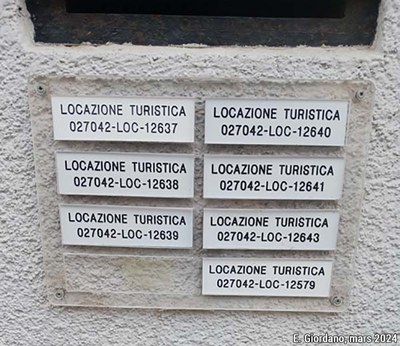 LOCAZIONE TURISTICA
027042-LOC-12637
LOCAZIONE TURISTICA
027042-LOC-12638
LOCAZIONE TURISTICA
027042-LOC-12639
LOCAZIONE TURISTICA
027042-LOC-12640
LOCAZIONE TURISTICA
027042-LOC-12641
LOCAZIONE TURISTICA
027042-LOC-12643
LOCAZIONE TURISTICA
027042-LOC-12579
E. Giordano, mars 2024